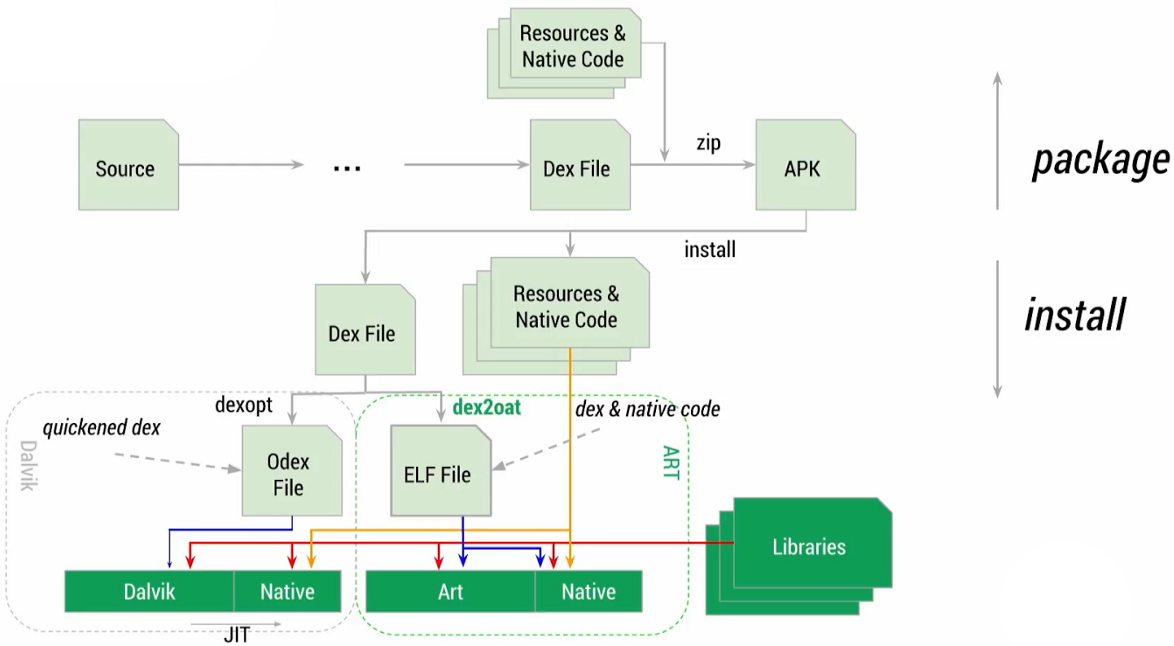 Resources &
Native Code
Source
...
Dex File
zip
APK
package
install
Dex File
Resources &
Native Code
install
dexopt
dex2oat
dex & native code
quickened dex
Dalvik
Odex
File
ELF File
ART
Libraries
Dalvik
Native
Art
Native
JIT